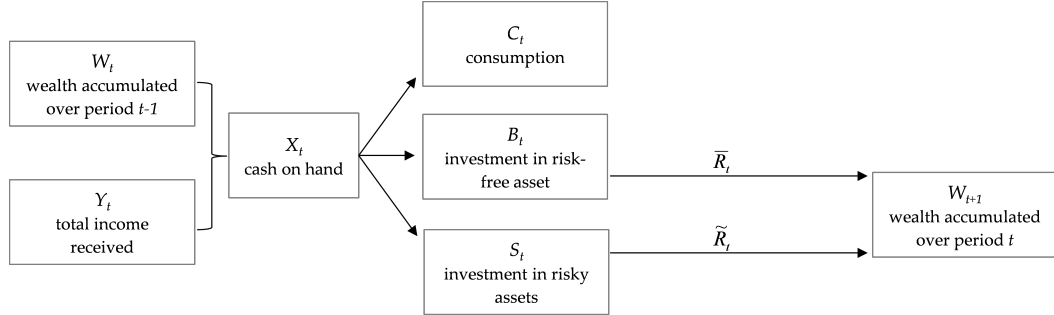 W_t
wealth accumulated
over period t-1
Y_t
total income
received
X_t
cash on hand
C_t
consumption
B_t
investment in risk-
free asset
S_t
investment in risky
assets
R̅_t
R̃_t
W_{t+1}
wealth accumulated
over period t